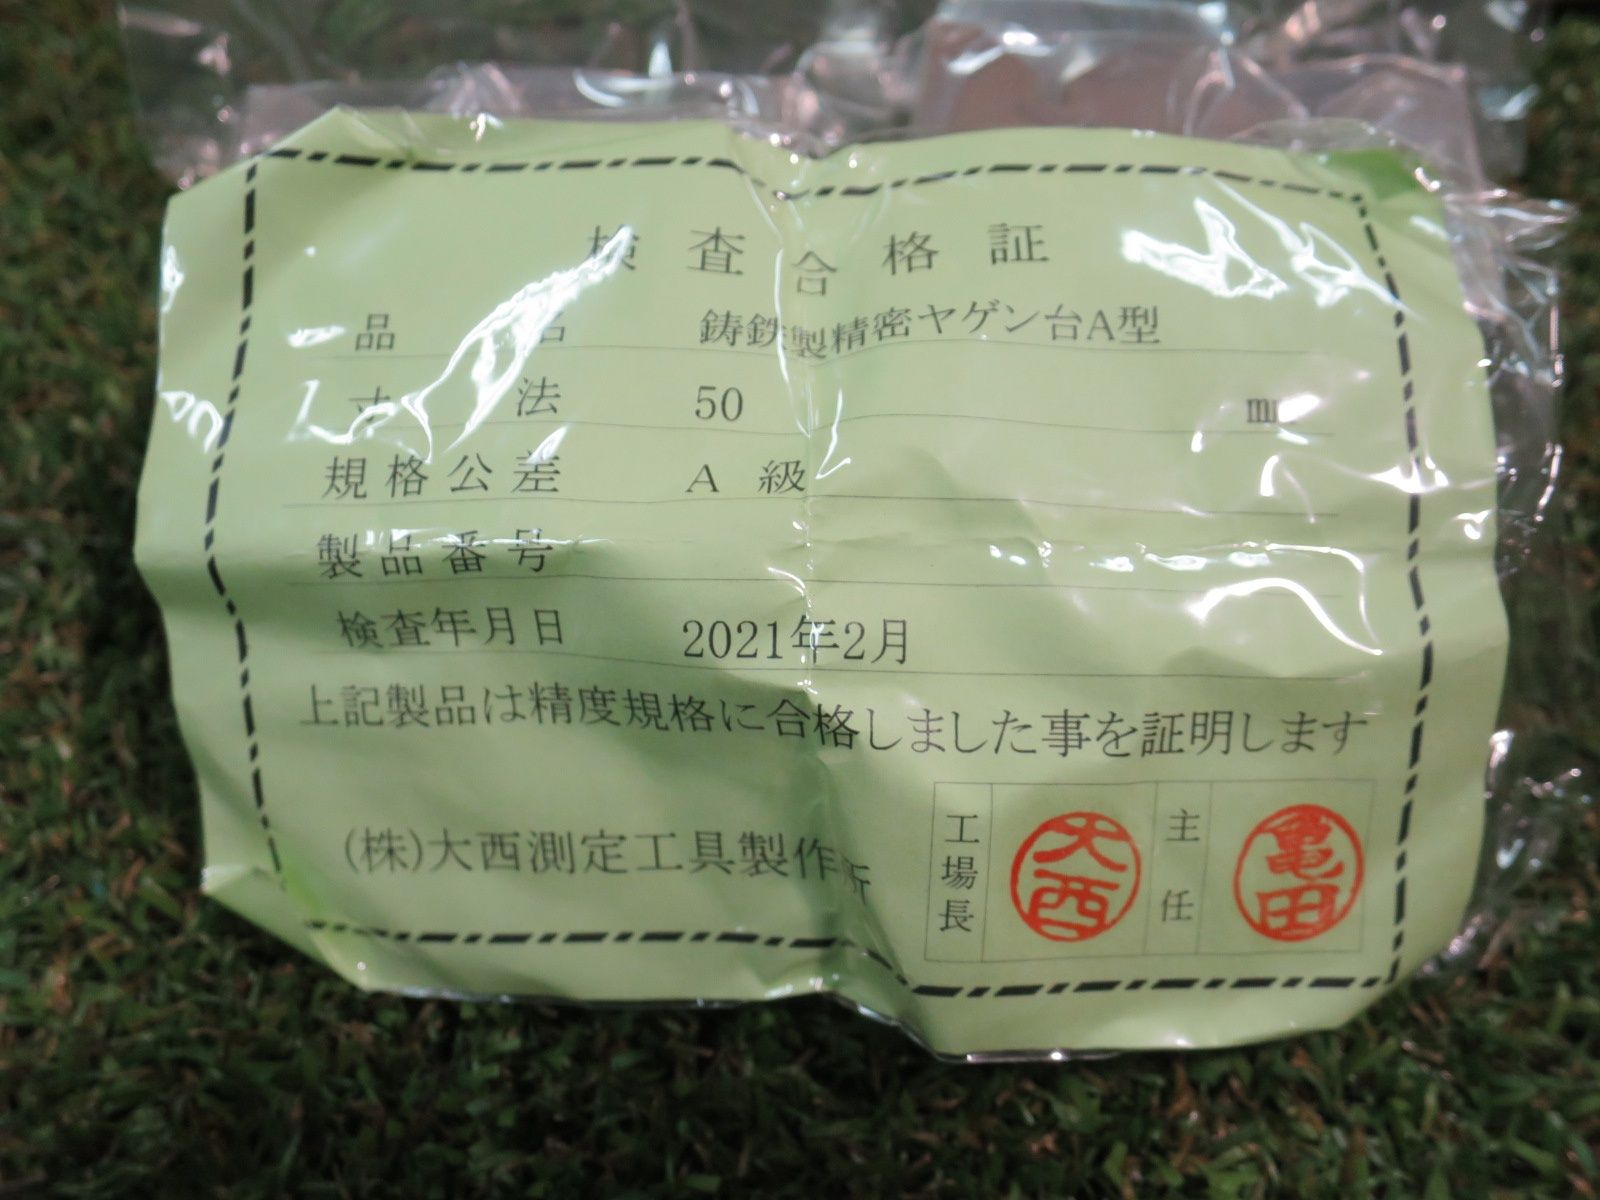 検査合格証
品名 鋳鉄製精密ヤゲン台A型
寸法 50 ㎜
規格公差 A級
製品番号
検査年月日 2021年2月
上記製品は精度規格に合格しました事を証明します
(株)大西測定工具製作所
工場長 大西 主任 亀田